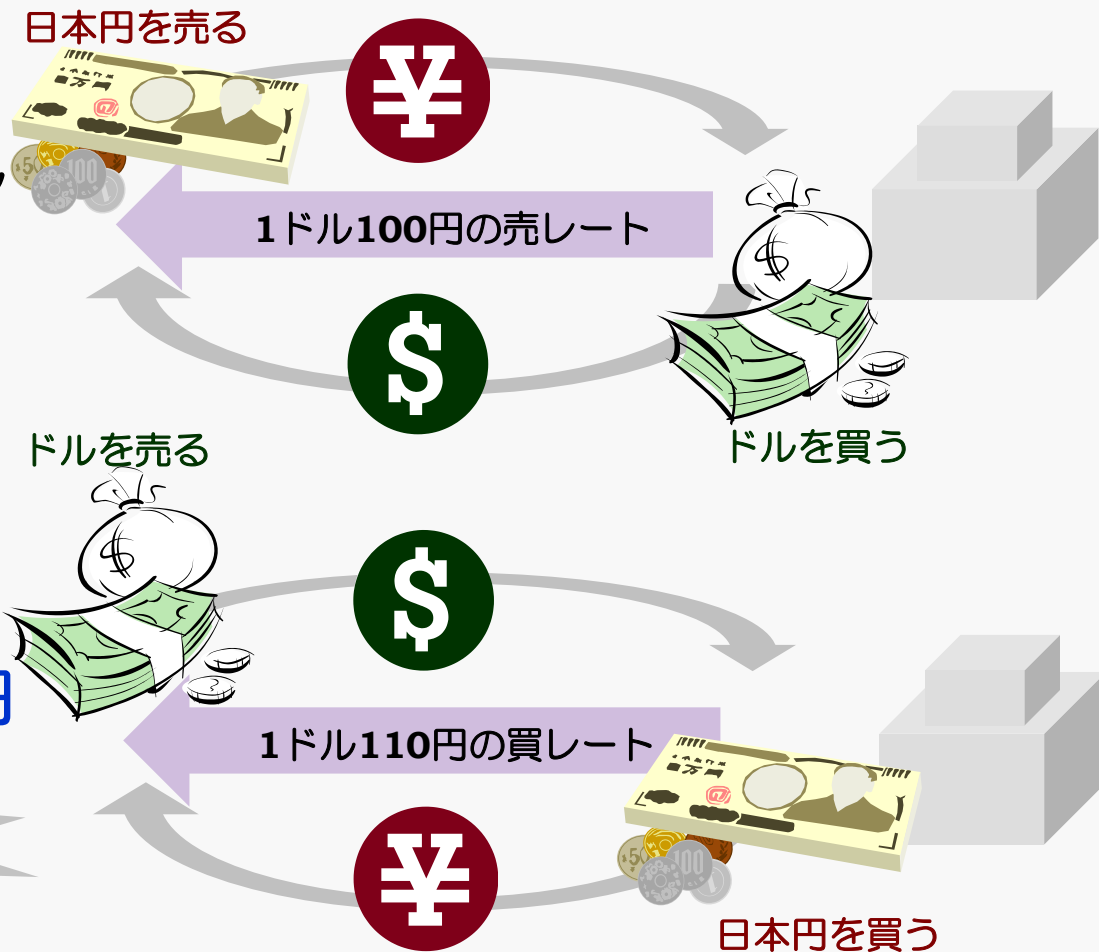 日本円を売る
¥
1ドル100円の売レート
$
ドルを買う
ドルを売る
$
円
1ドル110円の買レート
¥
日本円を買う